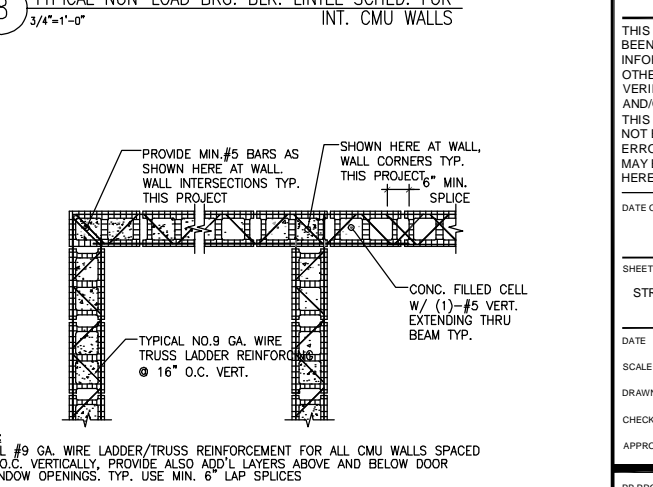 TYPICAL NON-LOAD BRG. BLK. LINTEL SCHED. FOR
3/4"=1'-0"
INT. CMU WALLS
PROVIDE MIN.#5 BARS AS
SHOWN HERE AT WALL.
WALL INTERSECTIONS TYP.
THIS PROJECT
SHOWN HERE AT WALL,
WALL CORNERS TYP.
THIS PROJECT
6" MIN.
SPLICE
CONC. FILLED CELL
W/ (1)-#5 VERT.
EXTENDING THRU
BEAM TYP.
TYPICAL NO.9 GA. WIRE
TRUSS LADDER REINFORCING
@ 16" O.C. VERT.
#9 GA. WIRE LADDER/TRUSS REINFORCEMENT FOR ALL CMU WALLS SPACED
O.C. VERTICALLY, PROVIDE ALSO ADD'L LAYERS ABOVE AND BELOW DOOR
NDOW OPENINGS. TYP. USE MIN. 6" LAP SPLICES
THIS
BEEN
INFO
OTHE
VERI
AND/
THIS
NOT
ERRO
MAY
HERE
DATE
SHEET
STR
DATE
SCALE
DRAWN
CHECK
APPRO